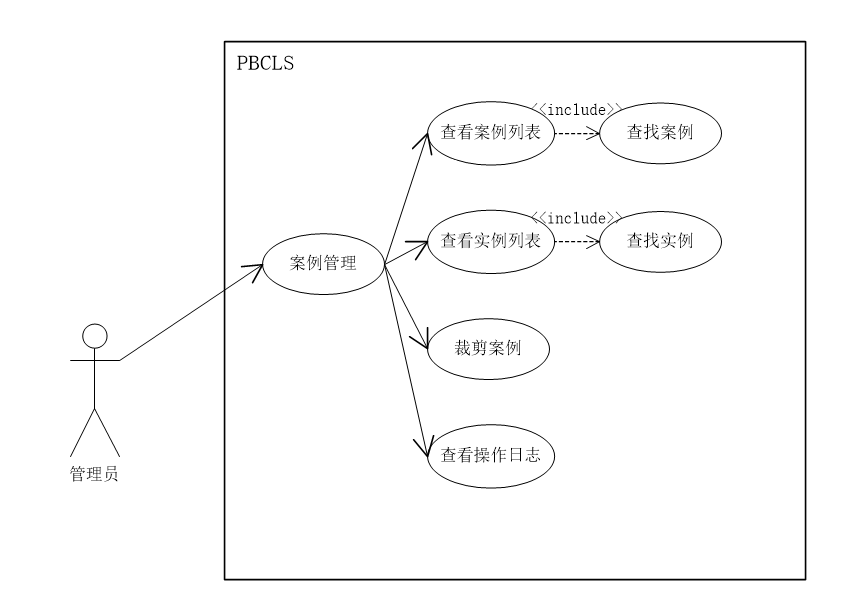 PBCLS
<<include>>
查看案例列表
查找案例
<<include>>
查看实例列表
查找实例
案例管理
裁剪案例
查看操作日志
管理员